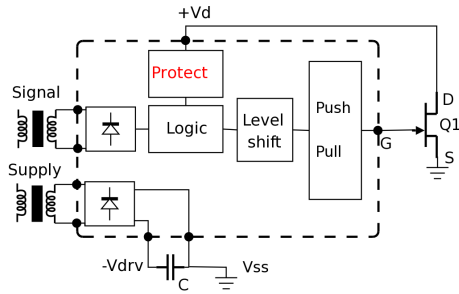 +Vd
Protect
Signal
Logic
Level
shift
Push
Pull
D
Q1
G
S
Supply
-Vdrv
C
Vss